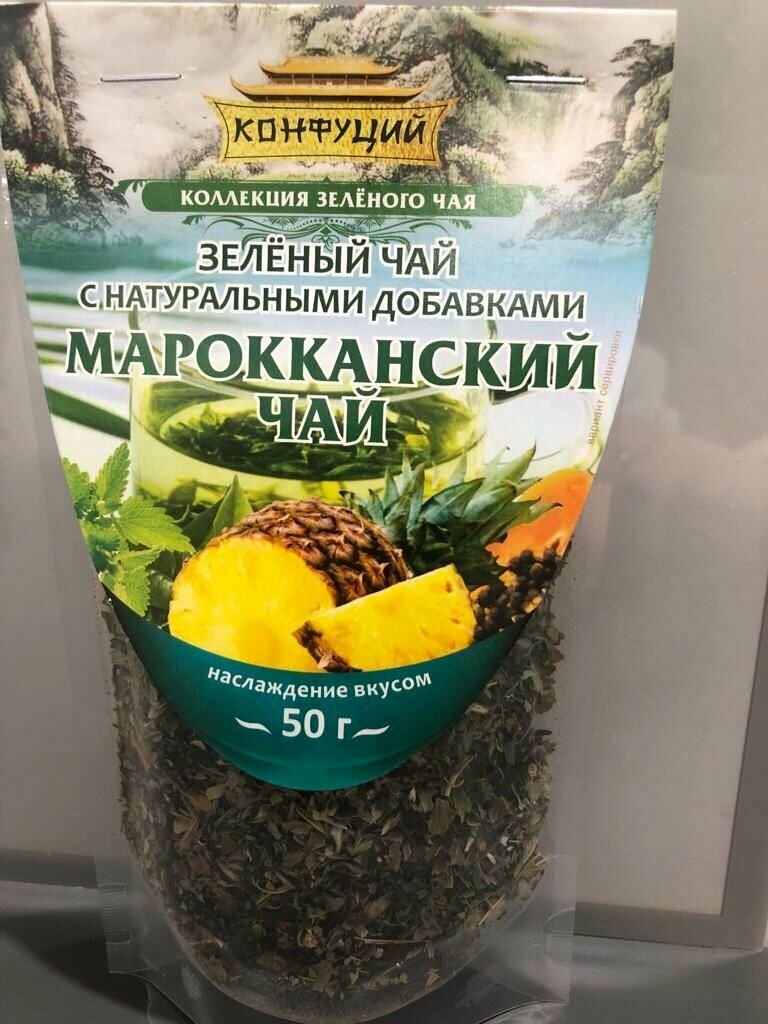 КОНФУЦИЙ
®
КОЛЛЕКЦИЯ ЗЕЛЁНОГО ЧАЯ
ЗЕЛЁНЫЙ ЧАЙ
С НАТУРАЛЬНЫМИ ДОБАВКАМИ
МАРОККАНСКИЙ
ЧАЙ
вариант сервировки
наслаждение вкусом
50 г